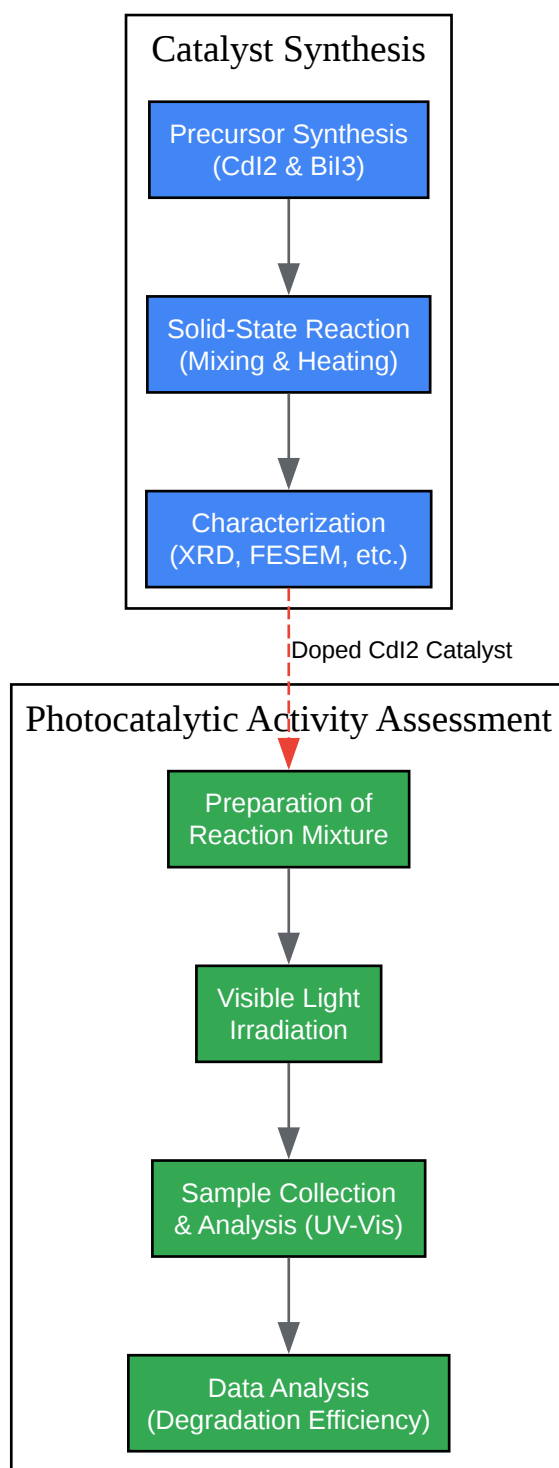 Catalyst Synthesis
Precursor Synthesis
(CdI2 & BiI3)
Solid-State Reaction
(Mixing & Heating)
Characterization
(XRD, FESEM, etc.)
Doped CdI2 Catalyst
Photocatalytic Activity Assessment
Preparation of
Reaction Mixture
Visible Light
Irradiation
Sample Collection
& Analysis (UV-Vis)
Data Analysis
(Degradation Efficiency)